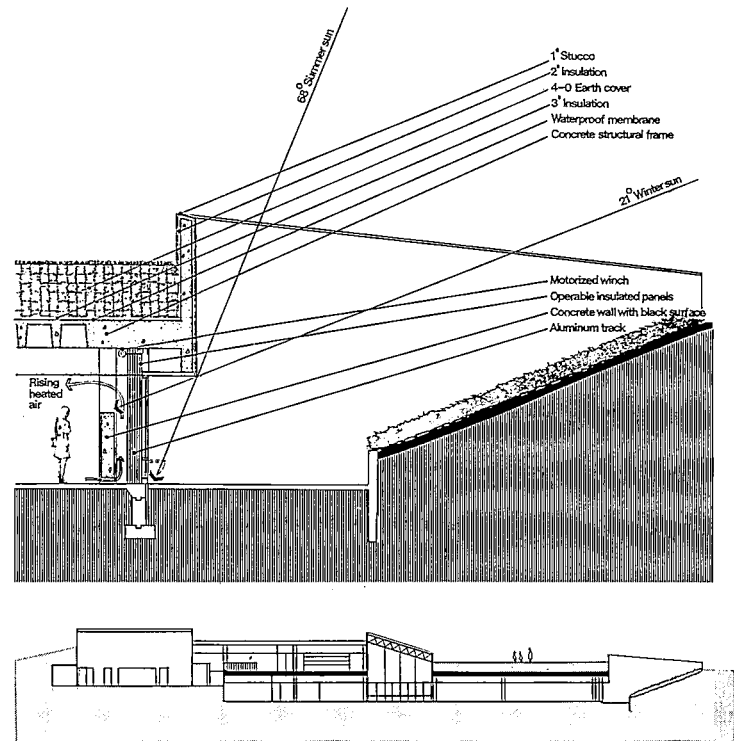 68° Summer sun
1" Stucco
2" Insulation
4-0 Earth cover
3" Insulation
Waterproof membrane
Concrete structural frame
21° Winter sun
Motorized winch
Operable insulated panels
Concrete wall with black surface
Aluminum track
Rising
heated
air